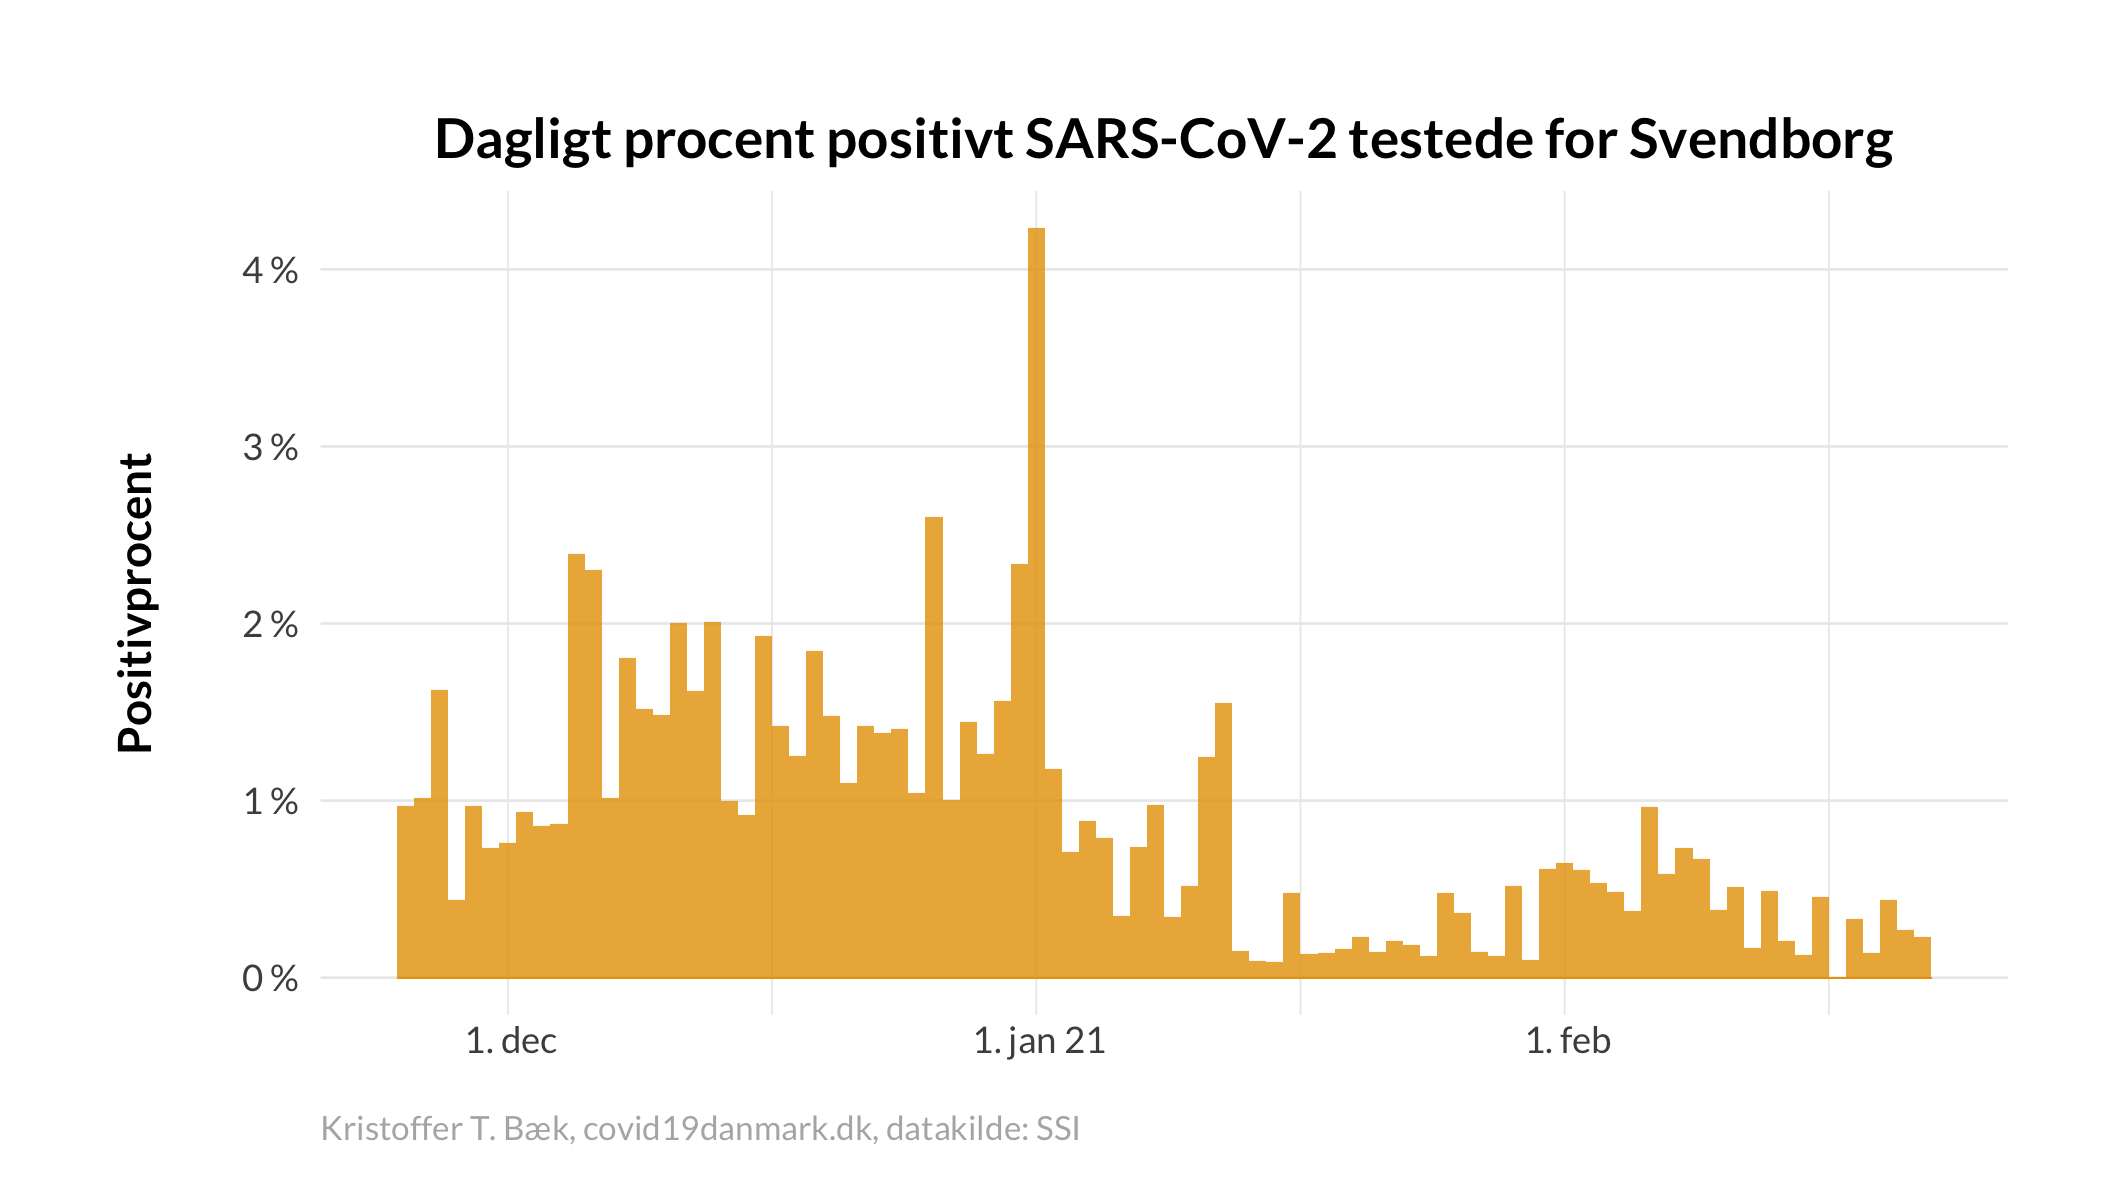 Dagligt procent positivt SARS-CoV-2 testede for Svendborg
Positivprocent
4 %
3 %
2 %
1 %
0 %
1. dec
1. jan 21
1. feb
Kristoffer T. Bæk, covid19danmark.dk, datakilde: SSI